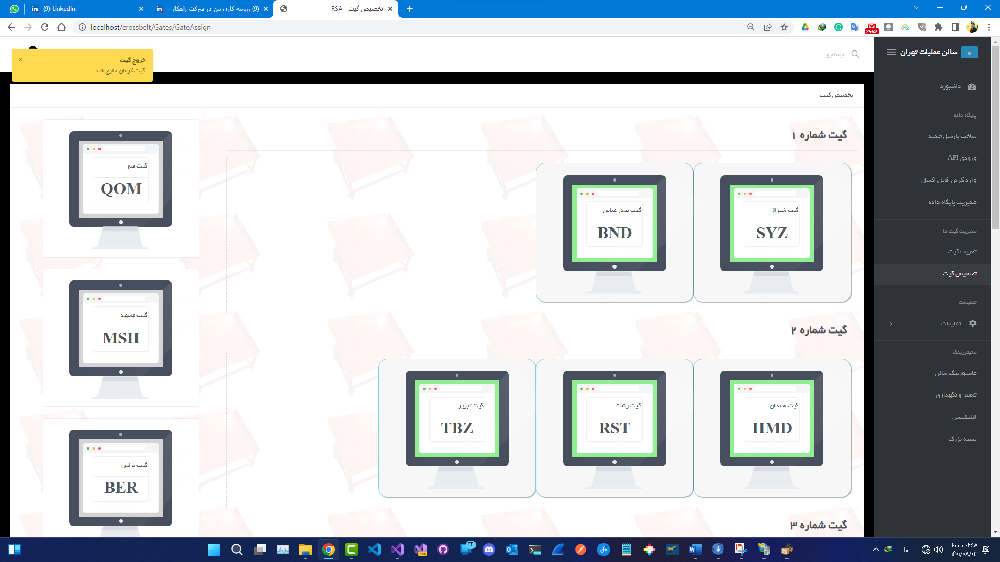 (9) LinkedIn
(9) رزومه کاری من در شرکت راهکار
تخصیص گیت - RSA
localhost/crossbelt/Gates/GateAssign
2562
سالن عملیات تهران
جستجو...
خروج گیت
گیت کرمان خارج شد.
داشبورد
پایگاه داده
ساخت پارسل جدید
ورودی API
وارد کردن فایل اکسل
مدیریت پایگاه داده
مدیریت گیت ها
تعریف گیت
تخصیص گیت
تنظیمات
تنظیمات
مانیتورینگ
مانیتورینگ سالن
تعمیر و نگهداری
اپلیکیشن
بسته بزرگ
تخصیص گیت
گیت شماره ۱
گیت شیراز
SYZ
گیت بندر عباس
BND
گیت شماره ۲
گیت همدان
HMD
گیت رشت
RST
گیت تبریز
TBZ
گیت شماره ۳
گیت قم
QOM
گیت مشهد
MSH
گیت برلین
BER
PRE
TT
فا
۰۴:۱۸ ب.ظ
۱۴۰۱/۰۸/۰۳